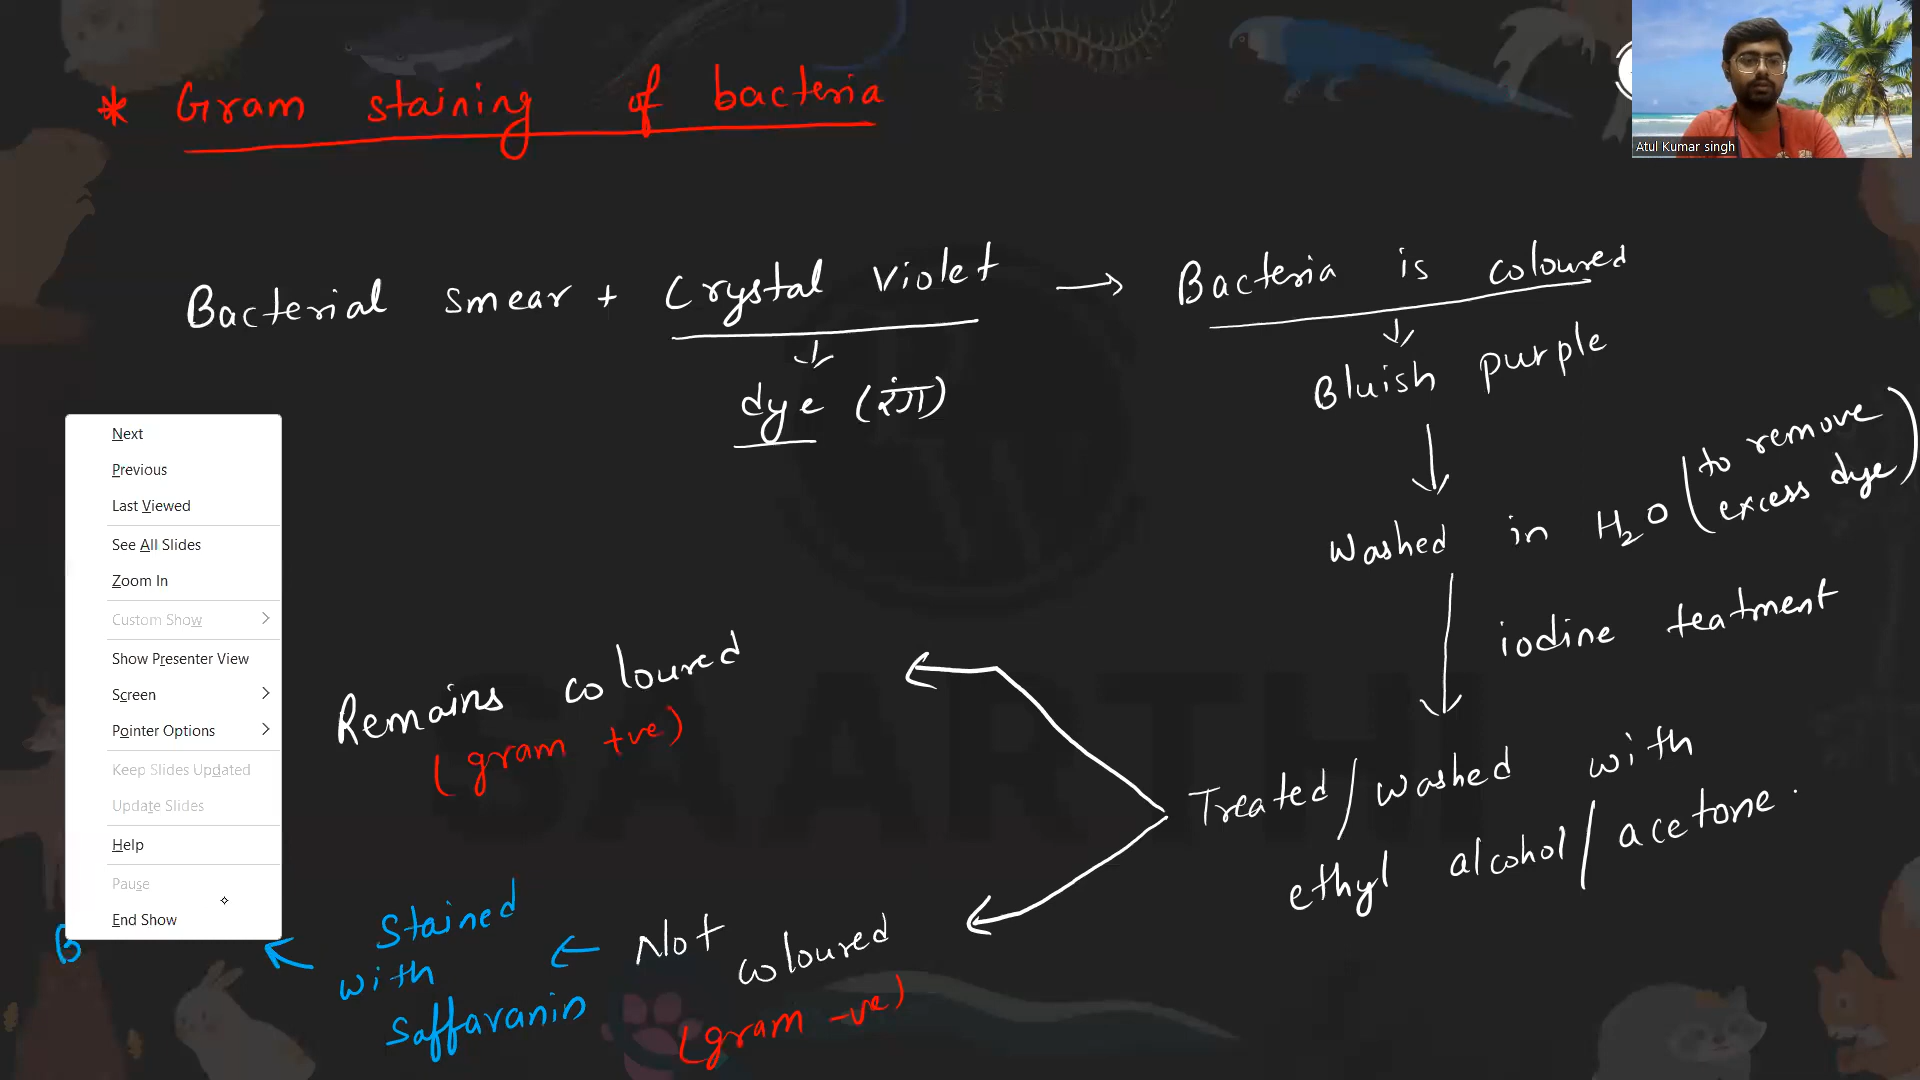 * Gram staining of bacteria
Atul Kumar singh
Bacterial smear + Crystal Violet → Bacteria is coloured
↓
dye (रंग)
↓
Bluish purple
↓
Washed in H₂O (to remove excess dye)
↓ iodine teatment
Treated/washed with
ethyl alcohol/acetone.
Remains coloured
(gram +ve)
Not coloured
(gram -ve)
← Stained
with
Saffaranin
←
B
Next
Previous
Last Viewed
See All Slides
Zoom In
Custom Show
Show Presenter View
Screen
Pointer Options
Keep Slides Updated
Update Slides
Help
Pause
End Show
SAARTHI